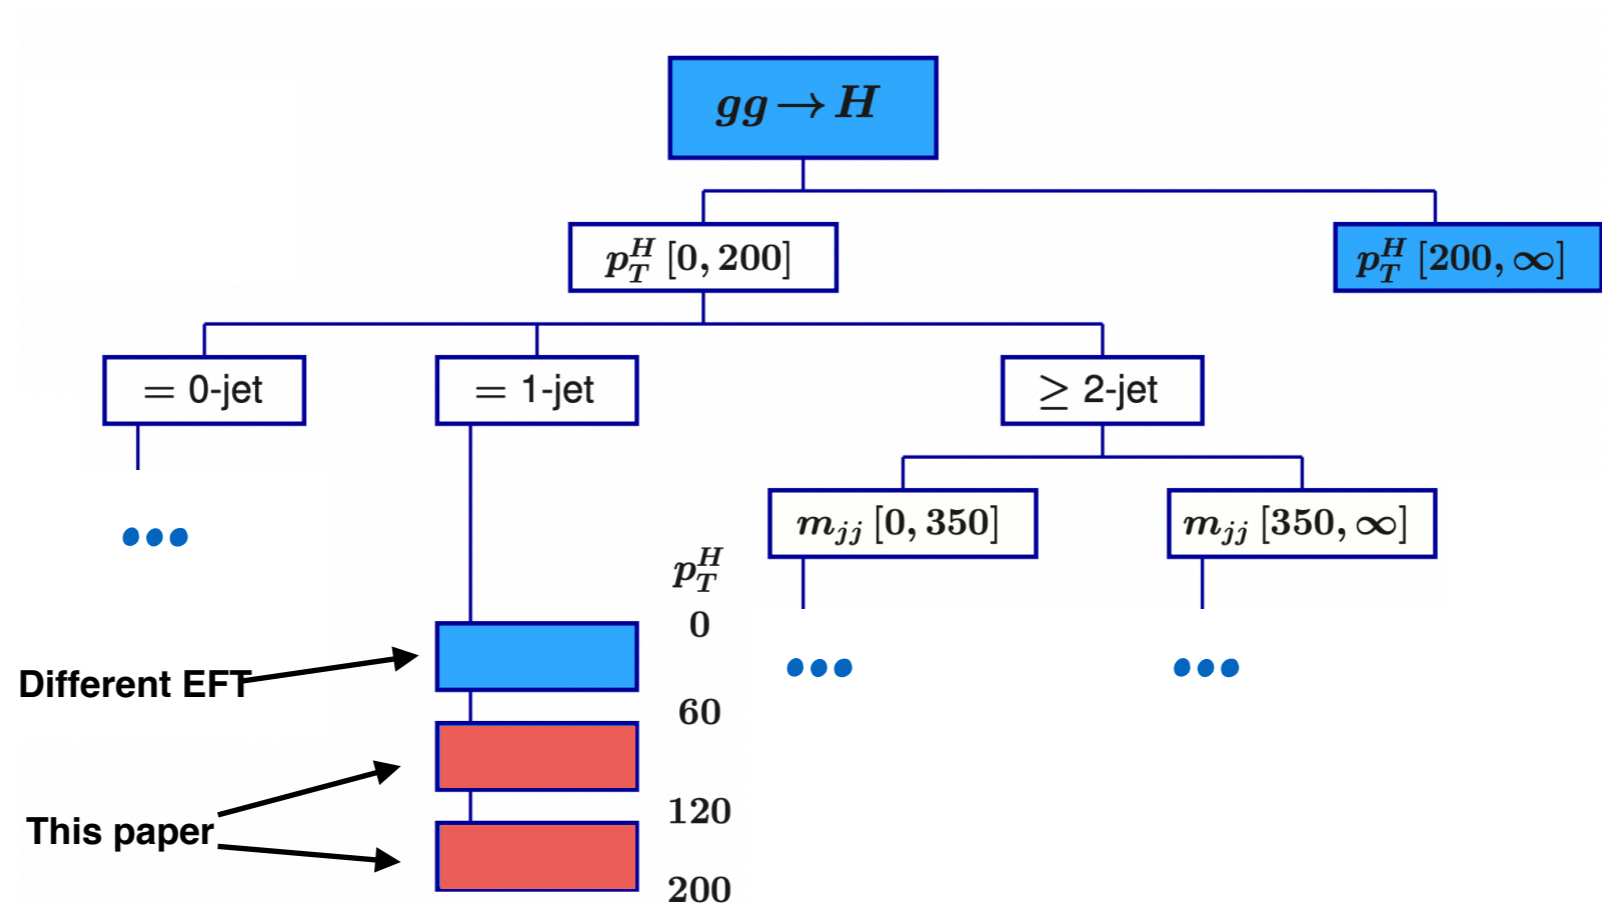 gg → H
p_T^H [0, 200]
p_T^H [200, ∞]
= 0-jet
= 1-jet
≥ 2-jet
m_jj [0, 350]
m_jj [350, ∞]
p_T^H
0
Different EFT
60
120
This paper
200